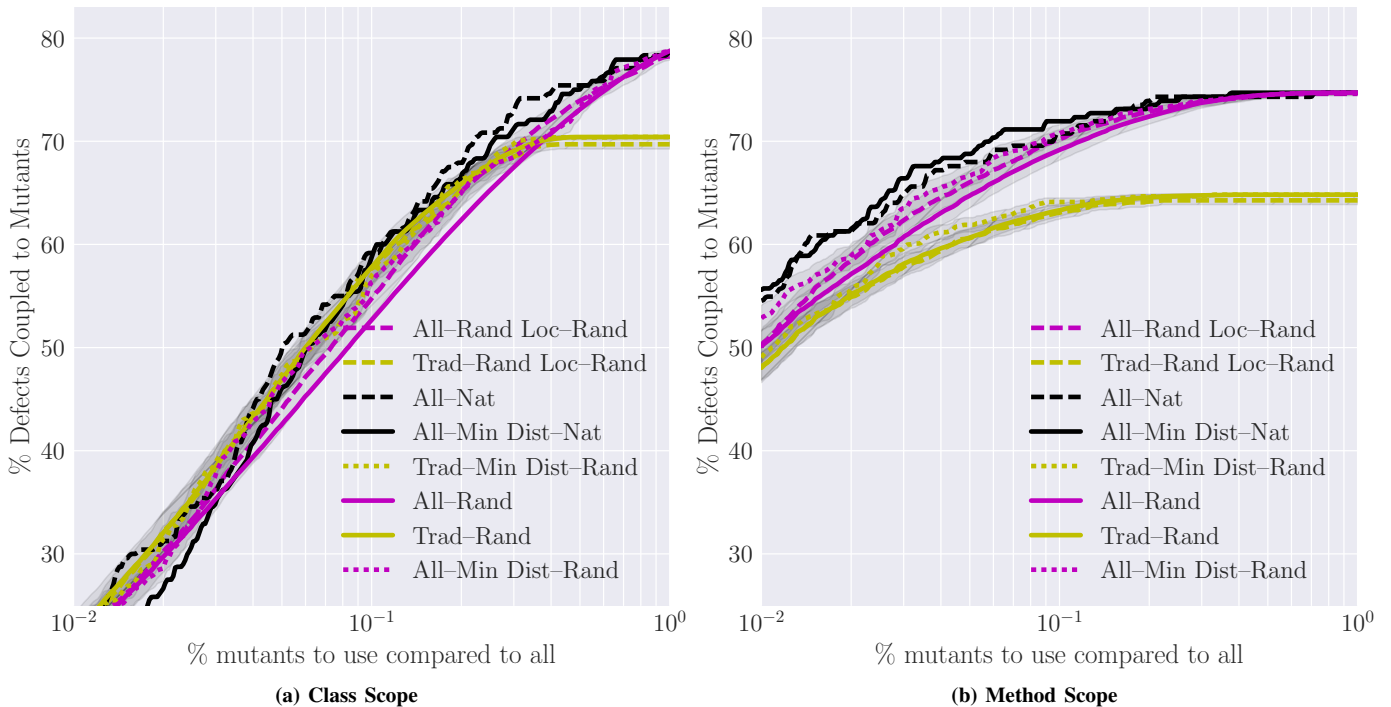 % Defects Coupled to Mutants
80
70
60
50
40
30
All–Rand Loc–Rand
Trad–Rand Loc–Rand
All–Nat
All–Min Dist–Nat
Trad–Min Dist–Rand
All–Rand
Trad–Rand
All–Min Dist–Rand
10⁻² 10⁻¹ 10⁰
% mutants to use compared to all
(a) Class Scope
% Defects Coupled to Mutants
80
70
60
50
40
30
All–Rand Loc–Rand
Trad–Rand Loc–Rand
All–Nat
All–Min Dist–Nat
Trad–Min Dist–Rand
All–Rand
Trad–Rand
All–Min Dist–Rand
10⁻² 10⁻¹ 10⁰
% mutants to use compared to all
(b) Method Scope